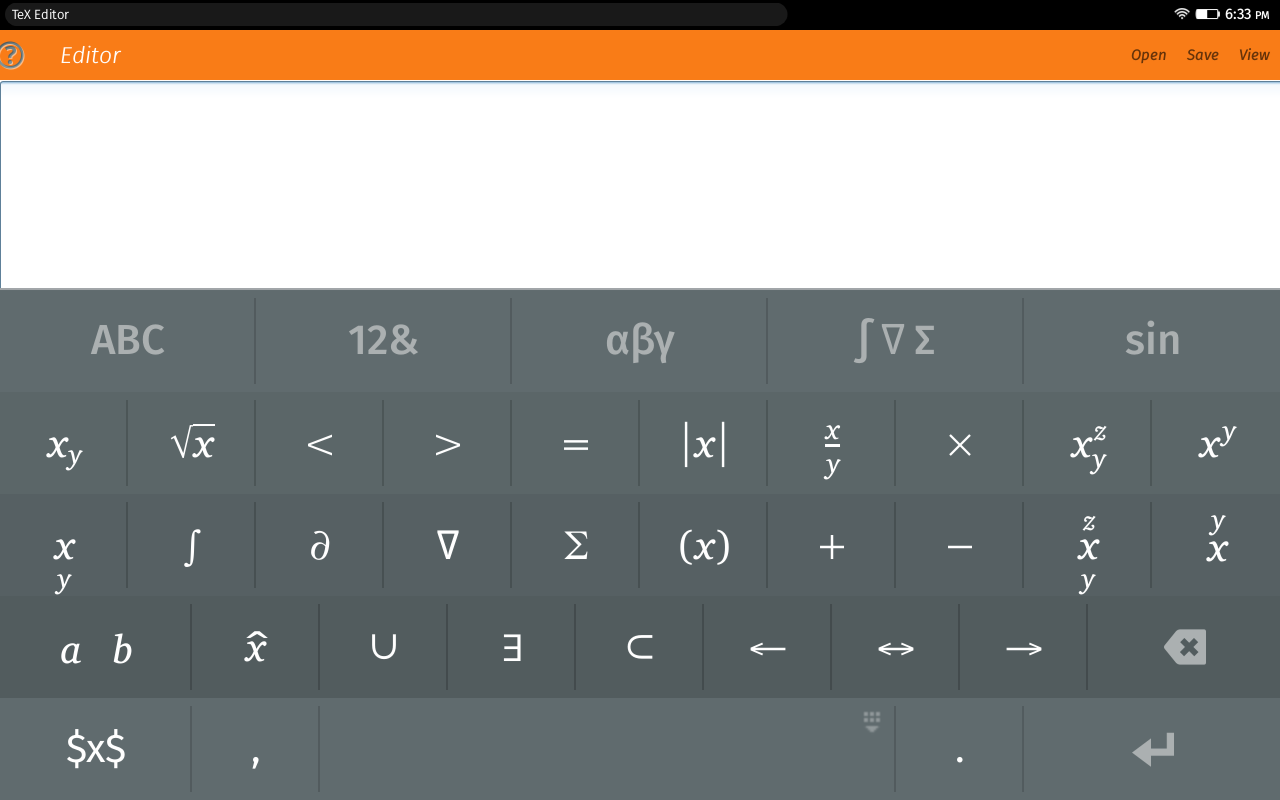 TeX Editor 6:33 PM
? Editor Open Save View
ABC 12& αβγ ∫∇Σ sin
x_y √x < > = |x| x/y × x_y^z x^y
x y ∫ ∂ ∇ Σ (x) + − z x y y x
a b x̂ ∪ ∃ ⊂ ← ↔ →
$x$ , .